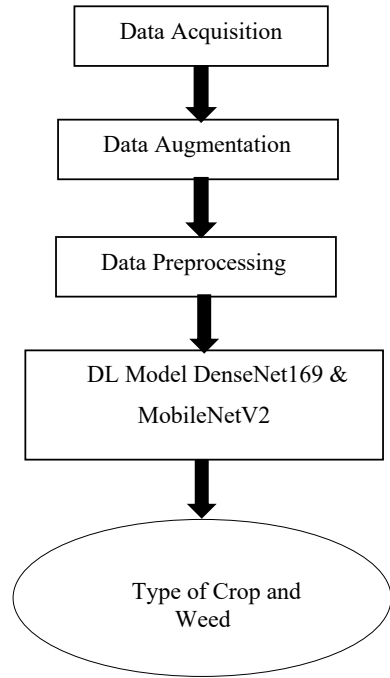 Data Acquisition
Data Augmentation
Data Preprocessing
DL Model DenseNet169 &
MobileNetV2
Type of Crop and
Weed